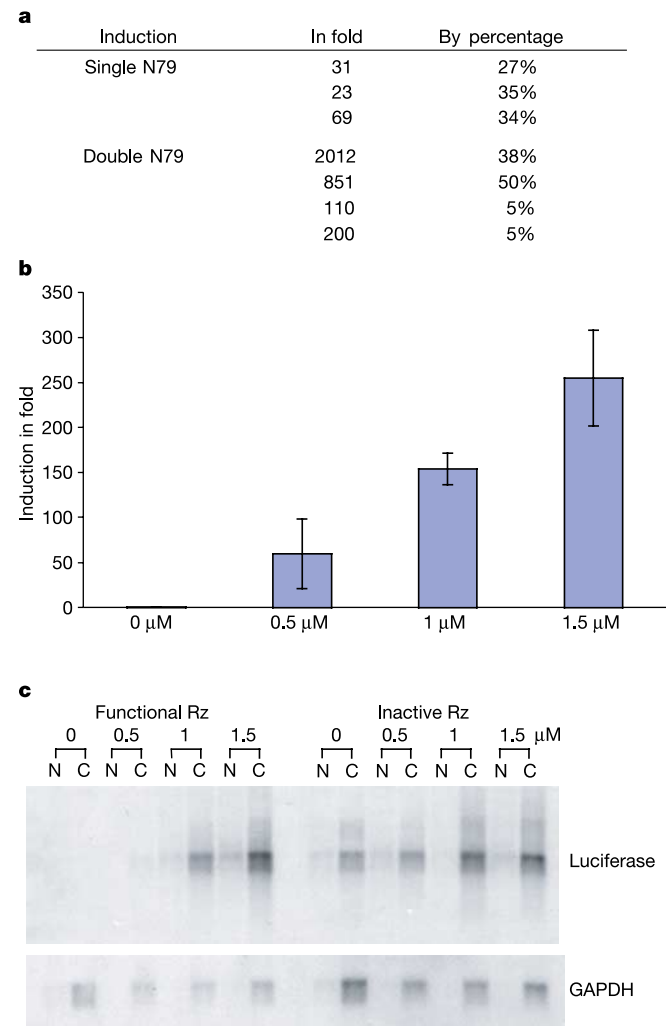 a
Induction In fold By percentage
Single N79 31 27%
23 35%
69 34%
Double N79 2012 38%
851 50%
110 5%
200 5%
b
Induction in fold
350
300
250
200
150
100
50
0
0 μM 0.5 μM 1 μM 1.5 μM
c
Functional Rz Inactive Rz
0 0.5 1 1.5 0 0.5 1 1.5 μM
N C N C N C N C N C N C N C N C
Luciferase
GAPDH